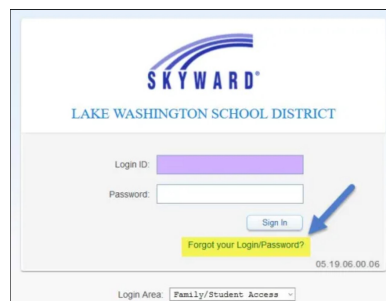 SKYWARD®
LAKE WASHINGTON SCHOOL DISTRICT
Login ID:
Password:
Sign In
Forgot your Login/Password?
05.19.06.00.06
Login Area: Family/Student Access